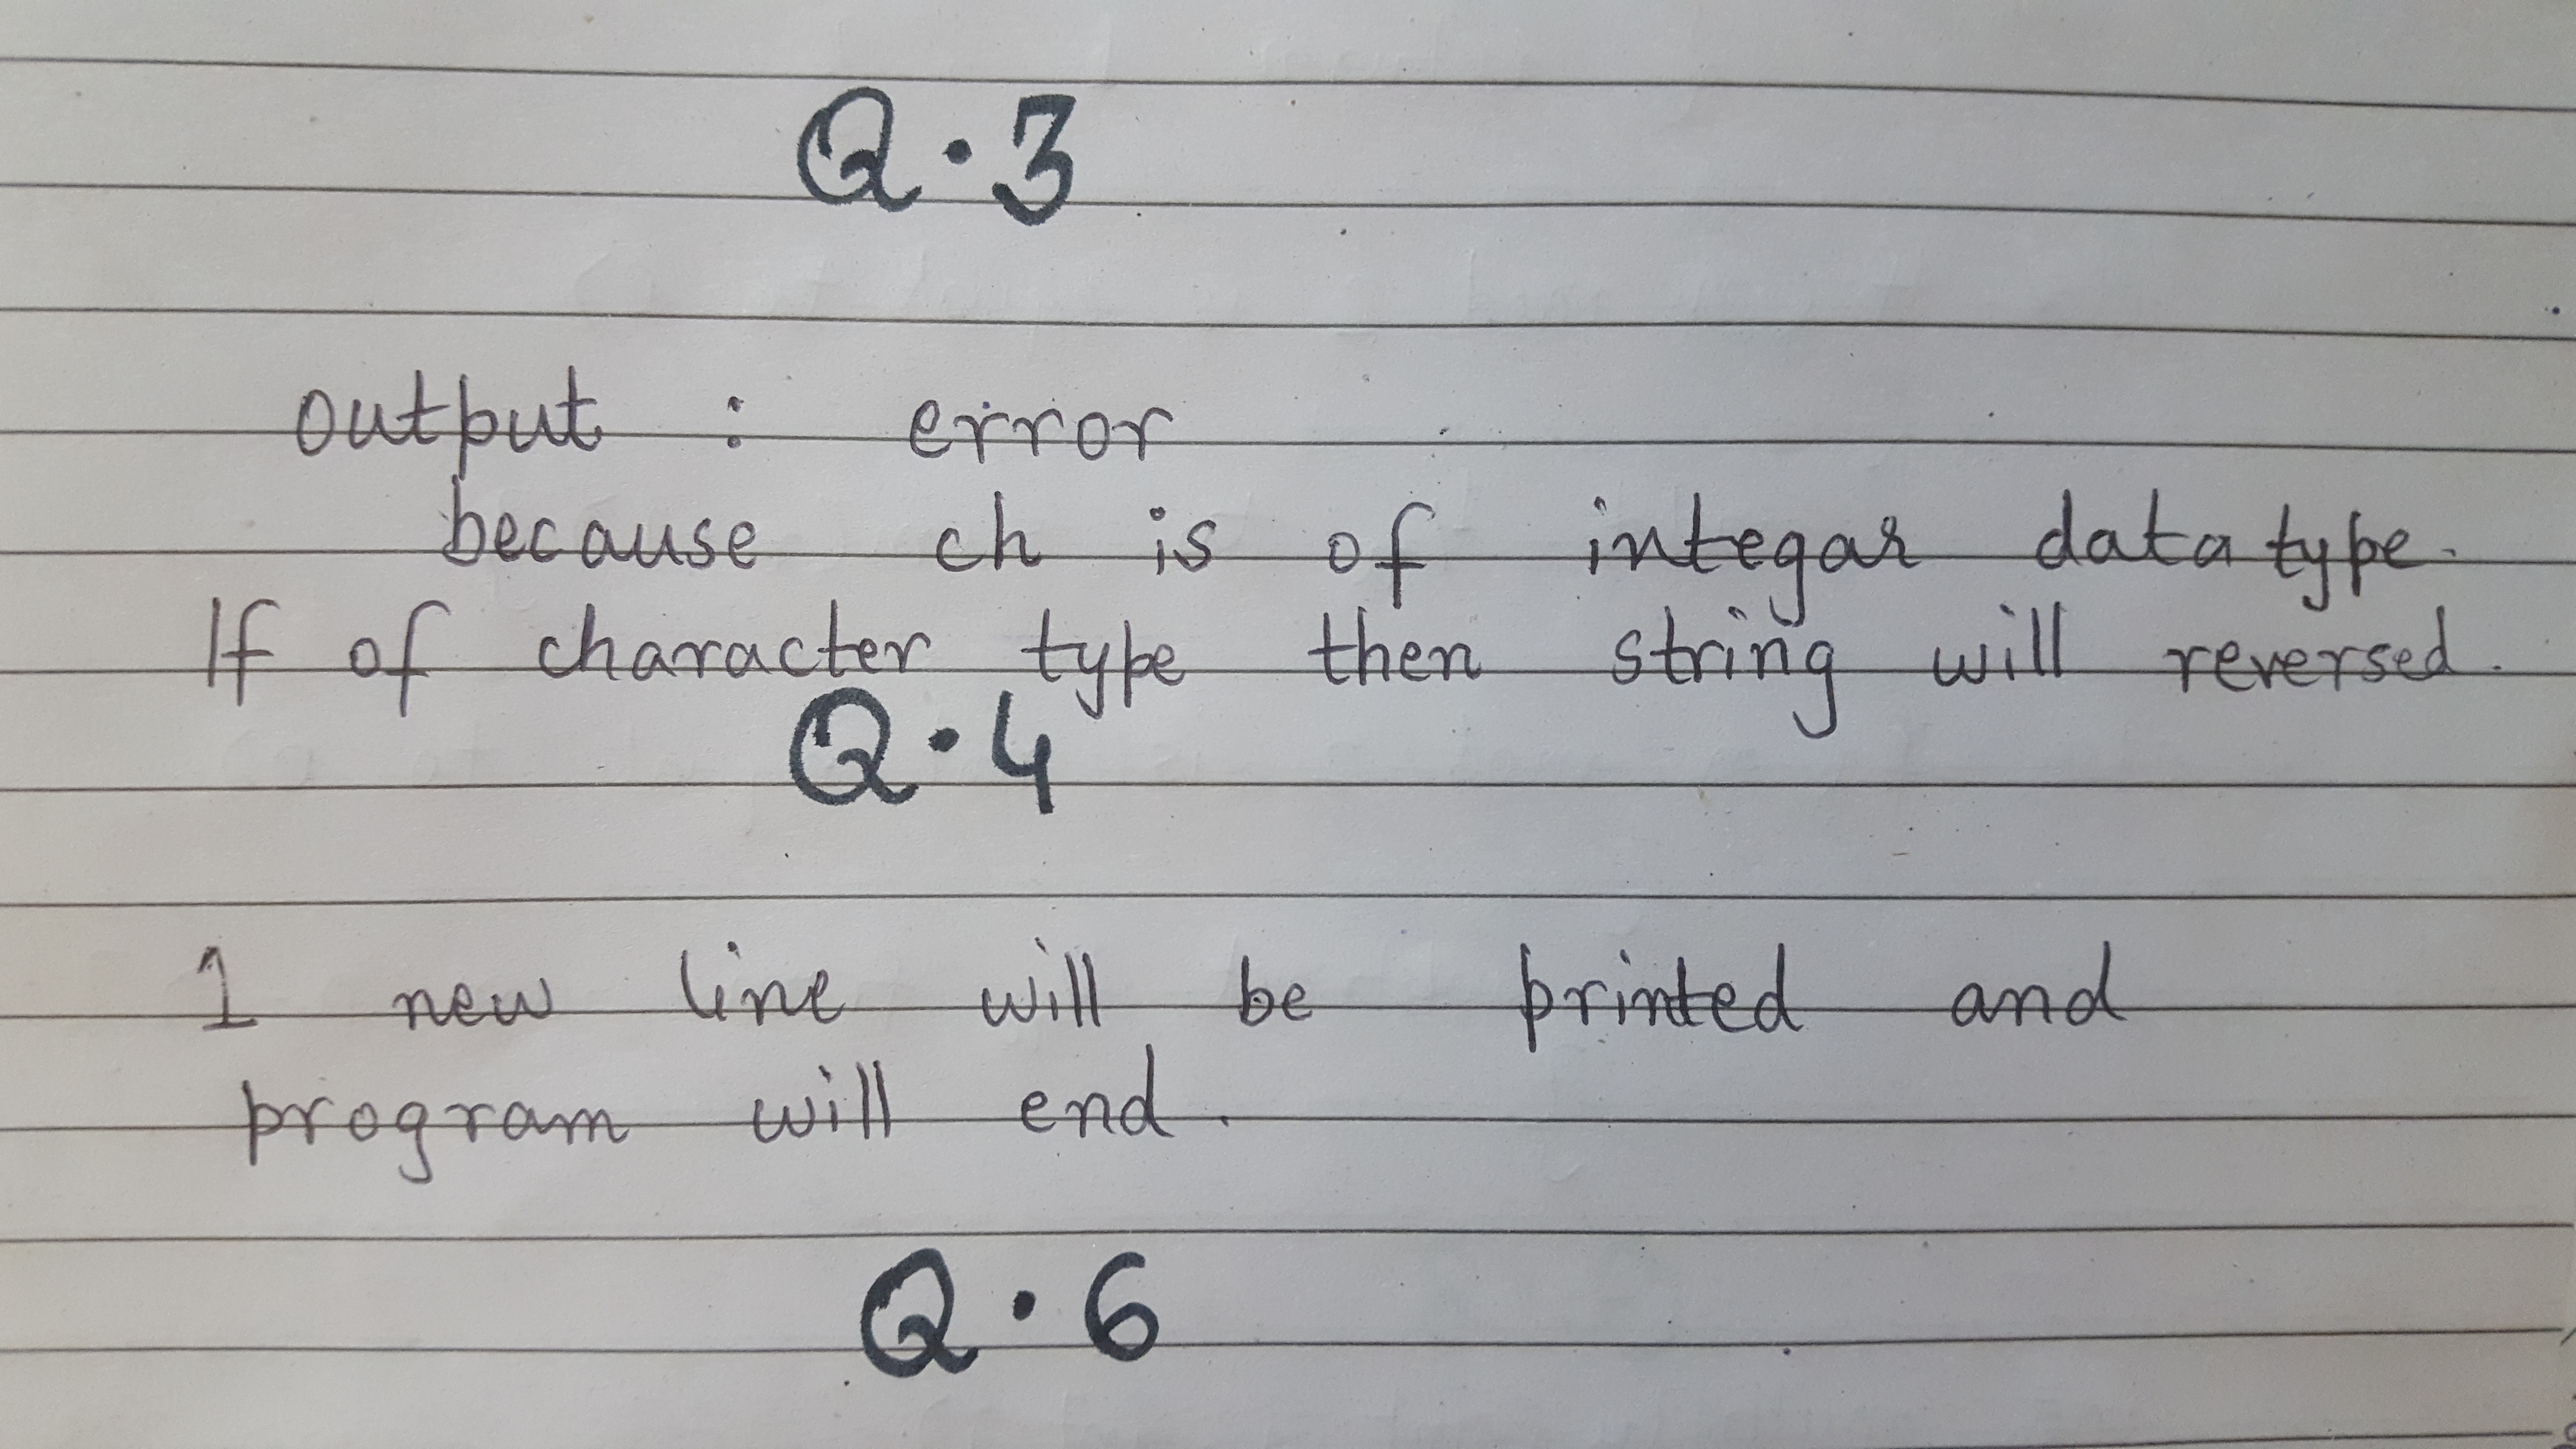 Q.3
output : error
because ch is of integar data type.
If of character type then string will reversed.
Q.4
1 new line will be printed and
program will end.
Q.6